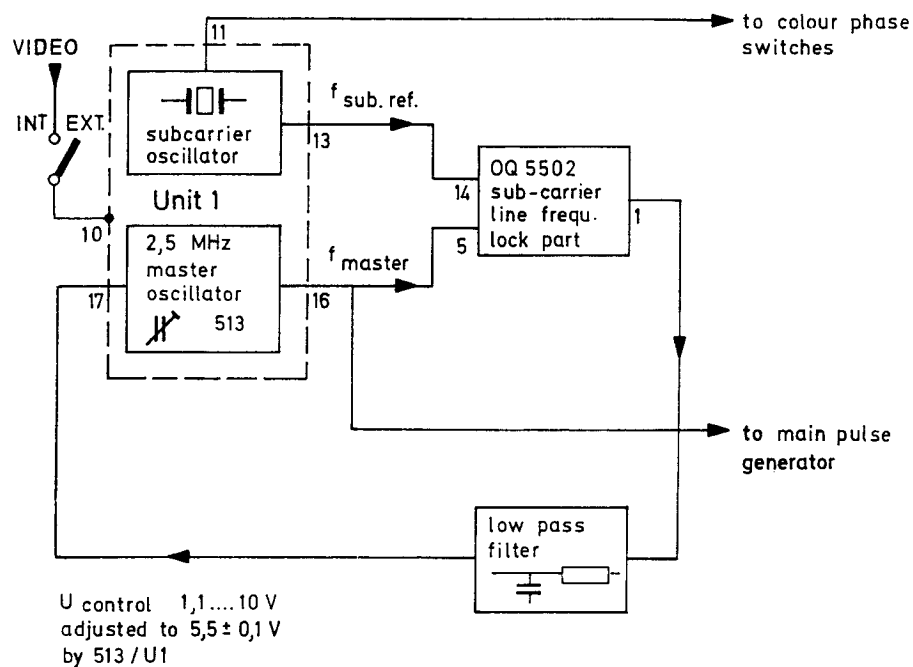 11
to colour phase
switches
VIDEO
INT. EXT.
subcarrier
oscillator
f sub. ref.
13
Unit 1
10
14
5
OQ 5502
sub-carrier
line frequ.
lock part
1
2,5 MHz
master
oscillator
513
f master
17
16
to main pulse
generator
low pass
filter
U control 1,1....10 V
adjusted to 5,5 ± 0,1 V
by 513 / U1